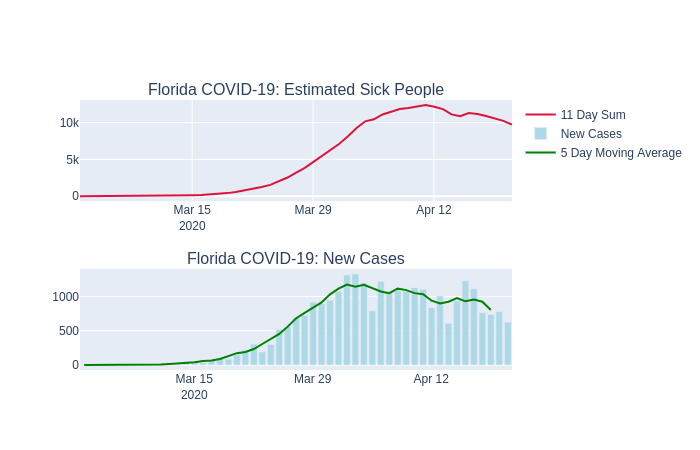 Florida COVID-19: Estimated Sick People
10k
5k
0
Mar 15
2020
Mar 29
Apr 12
11 Day Sum
New Cases
5 Day Moving Average
Florida COVID-19: New Cases
1000
500
0
Mar 15
2020
Mar 29
Apr 12